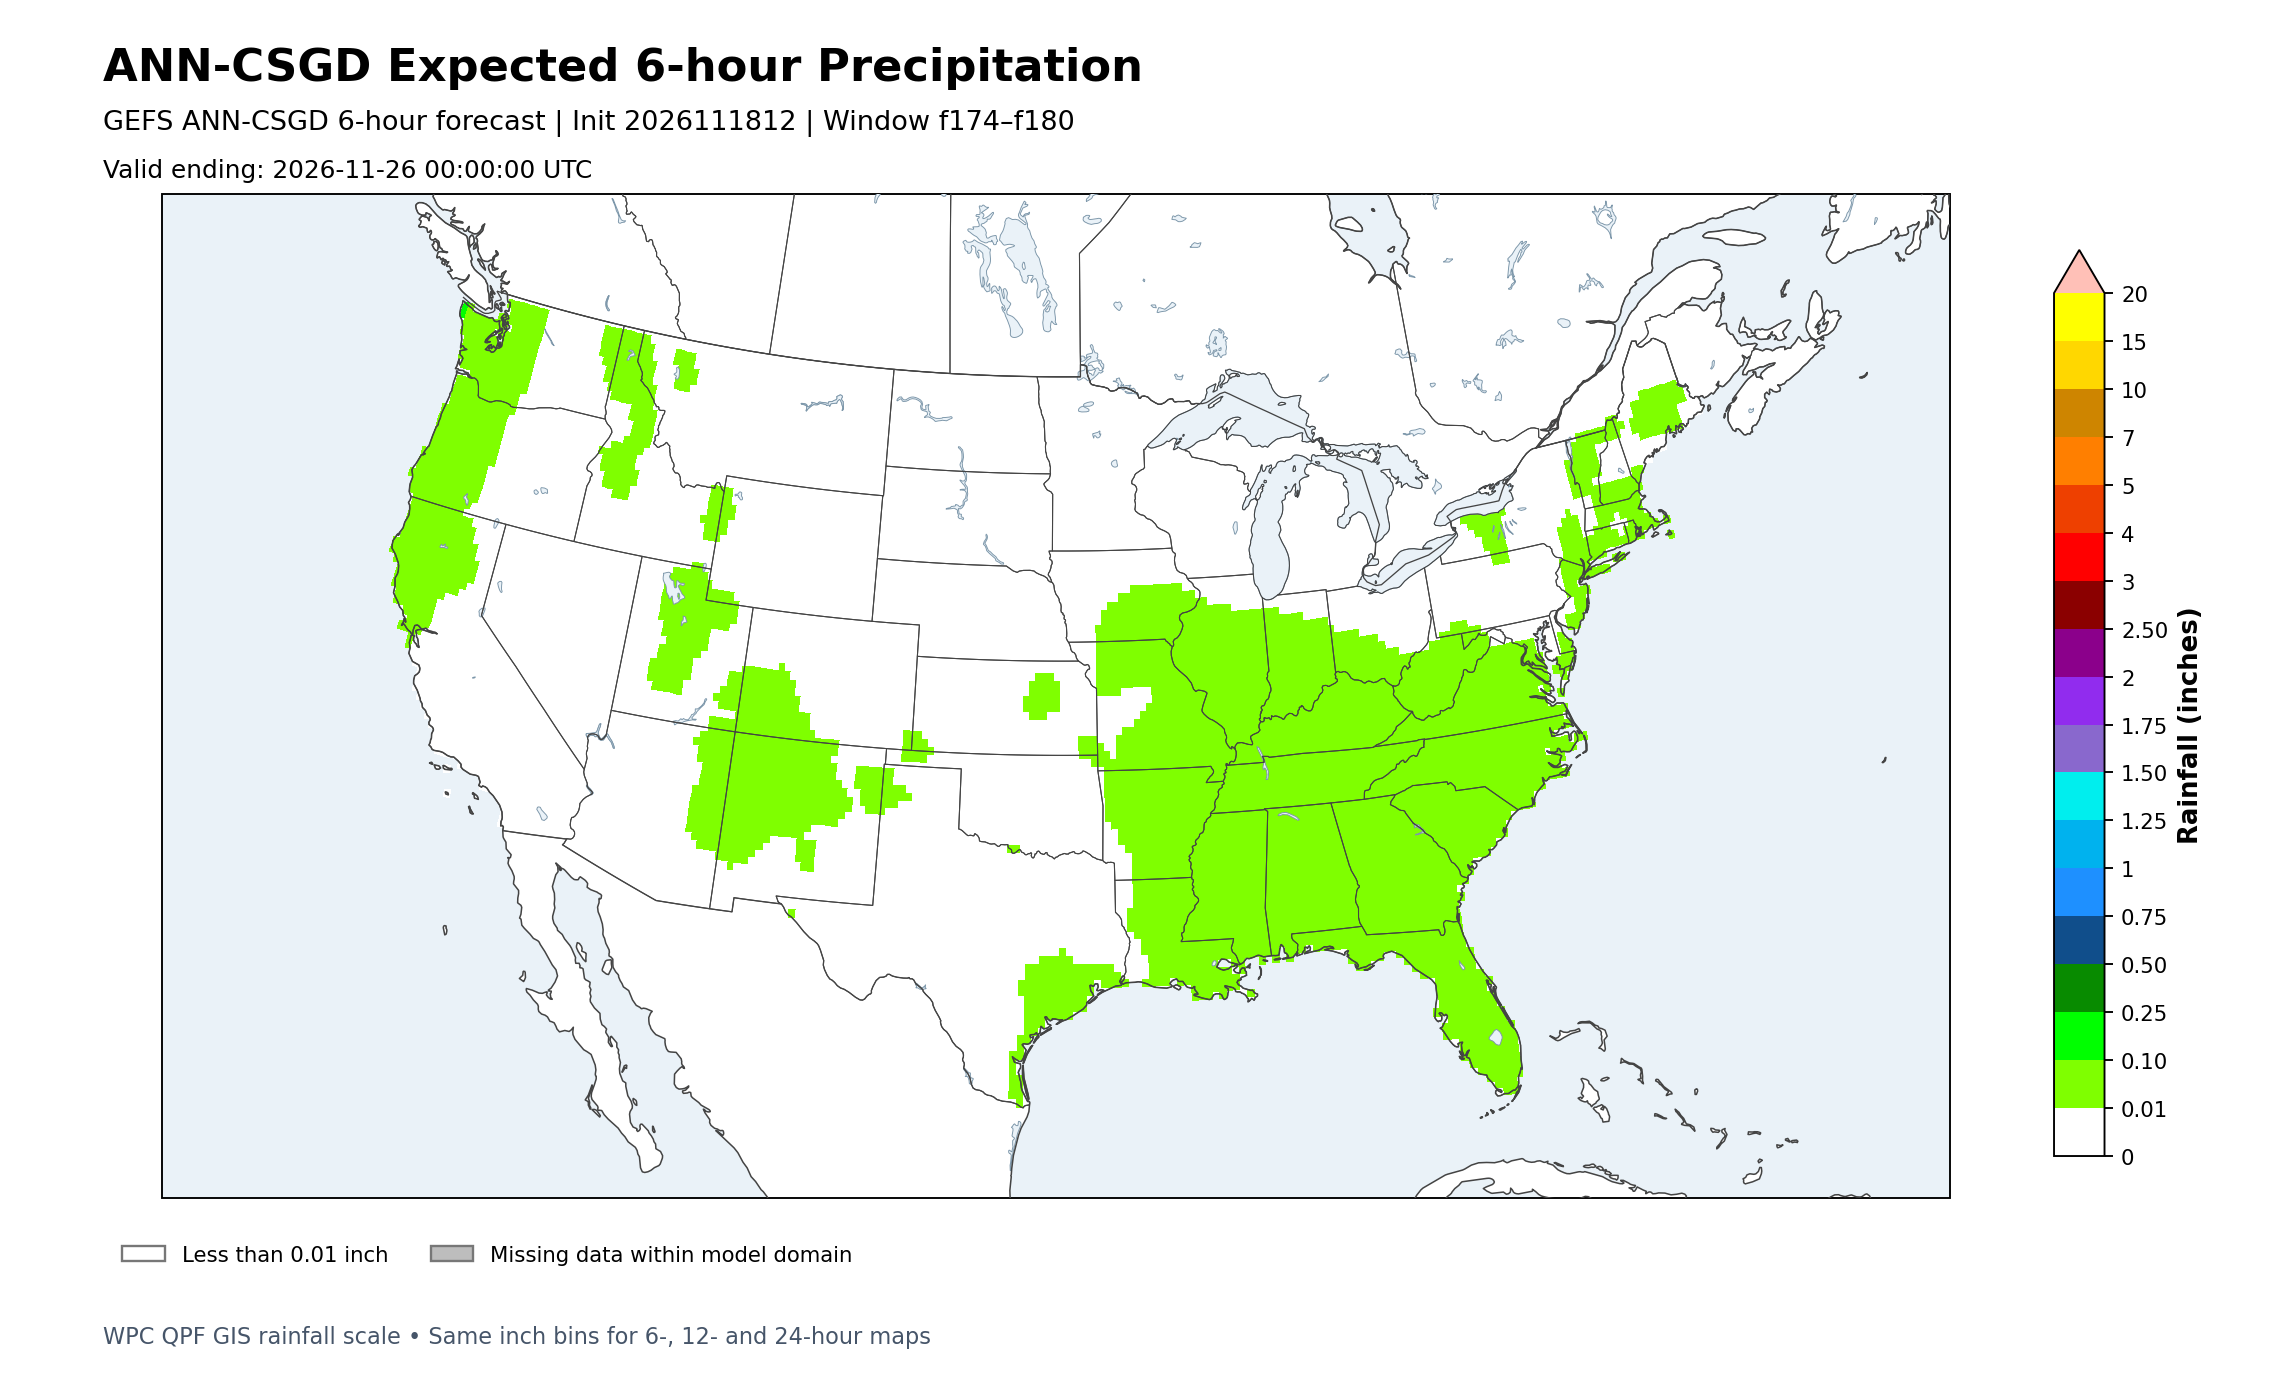 ANN-CSGD Expected 6-hour Precipitation
GEFS ANN-CSGD 6-hour forecast | Init 2026111812 | Window f174–f180
Valid ending: 2026-11-26 00:00:00 UTC
20
15
10
7
5
4
3
2.50
2
1.75
1.50
1.25
1
0.75
0.50
0.25
0.10
0.01
0
Rainfall (inches)
Less than 0.01 inch
Missing data within model domain
WPC QPF GIS rainfall scale • Same inch bins for 6-, 12- and 24-hour maps